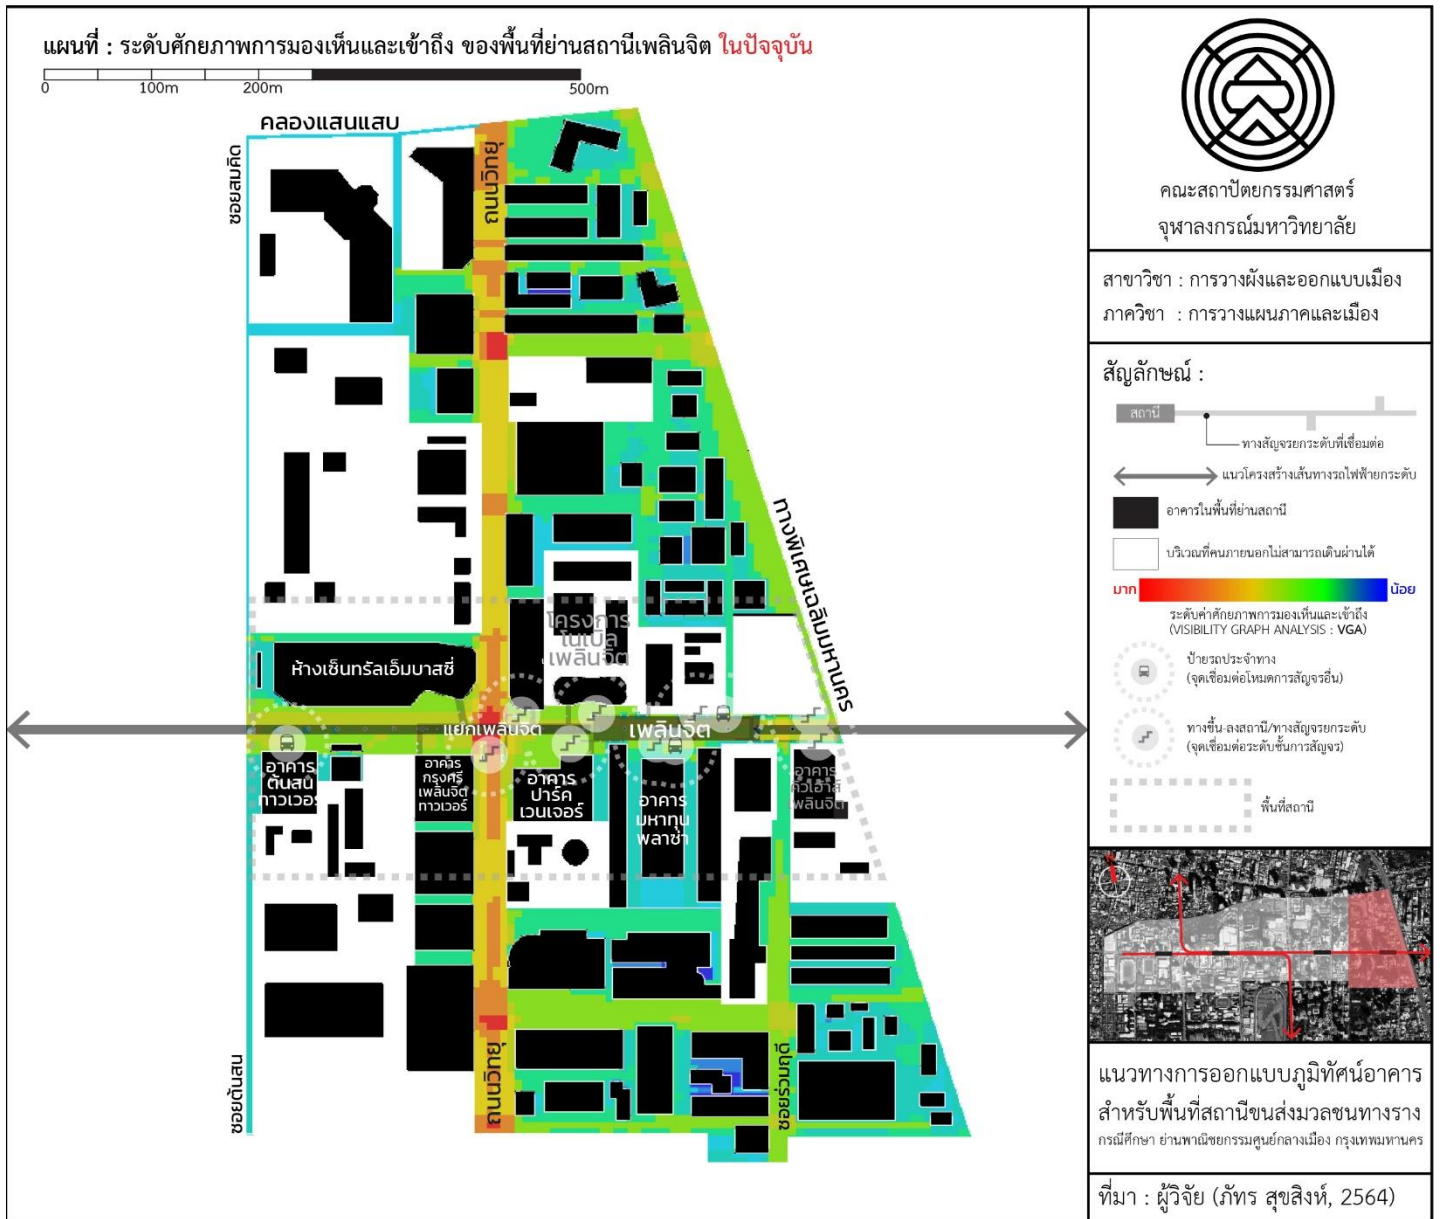 แผนที่ : ระดับศักยภาพการมองเห็นและเข้าถึง ของพื้นที่ย่านสถานีเพลินจิต ในปัจจุบัน
0 100m 200m 500m
คลองแสนแสบ
ซอยสมคิด
ถนนวิทยุ
ทางพิเศษเฉลิมมหานคร
โครงการ
โนเบิล
เพลินจิต
ห้างเซ็นทรัลเอ็มบาสซี่
แยกเพลินจิต
เพลินจิต
อาคาร
ต้นสน
ทาวเวอร์
อาคาร
กรุงศรี
เพลินจิต
ทาวเวอร์
อาคาร
ปาร์ค
เวนเจอร์
อาคาร
มหาทุน
พลาซ่า
อาคาร
คิวเฮ้าส์
เพลินจิต
ซอยต้นสน
ถนนวิทยุ
ซอยร่วมฤดี
คณะสถาปัตยกรรมศาสตร์
จุฬาลงกรณ์มหาวิทยาลัย
สาขาวิชา : การวางผังและออกแบบเมือง
ภาควิชา : การวางแผนภาคและเมือง
สัญลักษณ์ :
สถานี
ทางสัญจรยกระดับที่เชื่อมต่อ
แนวโครงสร้างเส้นทางรถไฟฟ้ายกระดับ
อาคารในพื้นที่ย่านสถานี
บริเวณที่คนภายนอกไม่สามารถเดินผ่านได้
มาก น้อย
ระดับค่าศักยภาพการมองเห็นและเข้าถึง
(VISIBILITY GRAPH ANALYSIS : VGA)
ป้ายรถประจำทาง
(จุดเชื่อมต่อโหมดการสัญจรอื่น)
ทางขึ้น-ลงสถานี/ทางสัญจรยกระดับ
(จุดเชื่อมต่อระดับชั้นการสัญจร)
พื้นที่สถานี
แนวทางการออกแบบภูมิทัศน์อาคาร
สำหรับพื้นที่สถานีขนส่งมวลชนทางราง
กรณีศึกษา ย่านพาณิชยกรรมศูนย์กลางเมือง กรุงเทพมหานคร
ที่มา : ผู้วิจัย (ภัทร สุขสิงห์, 2564)